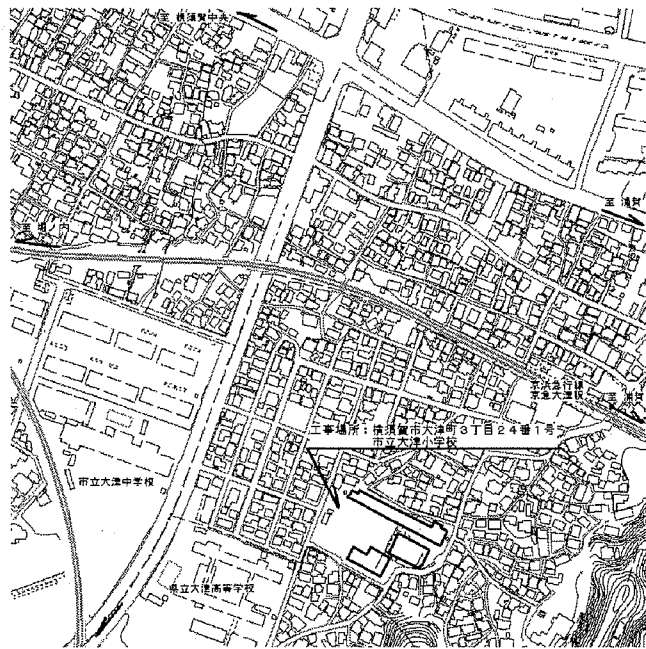 至 横須賀中央
至 浦賀
至 堀ノ内
京浜急行線
京急大津駅
至 浦賀
工事場所：横須賀市大津町3丁目24番1号
市立大津小学校
市立大津中学校
県立大津高等学校